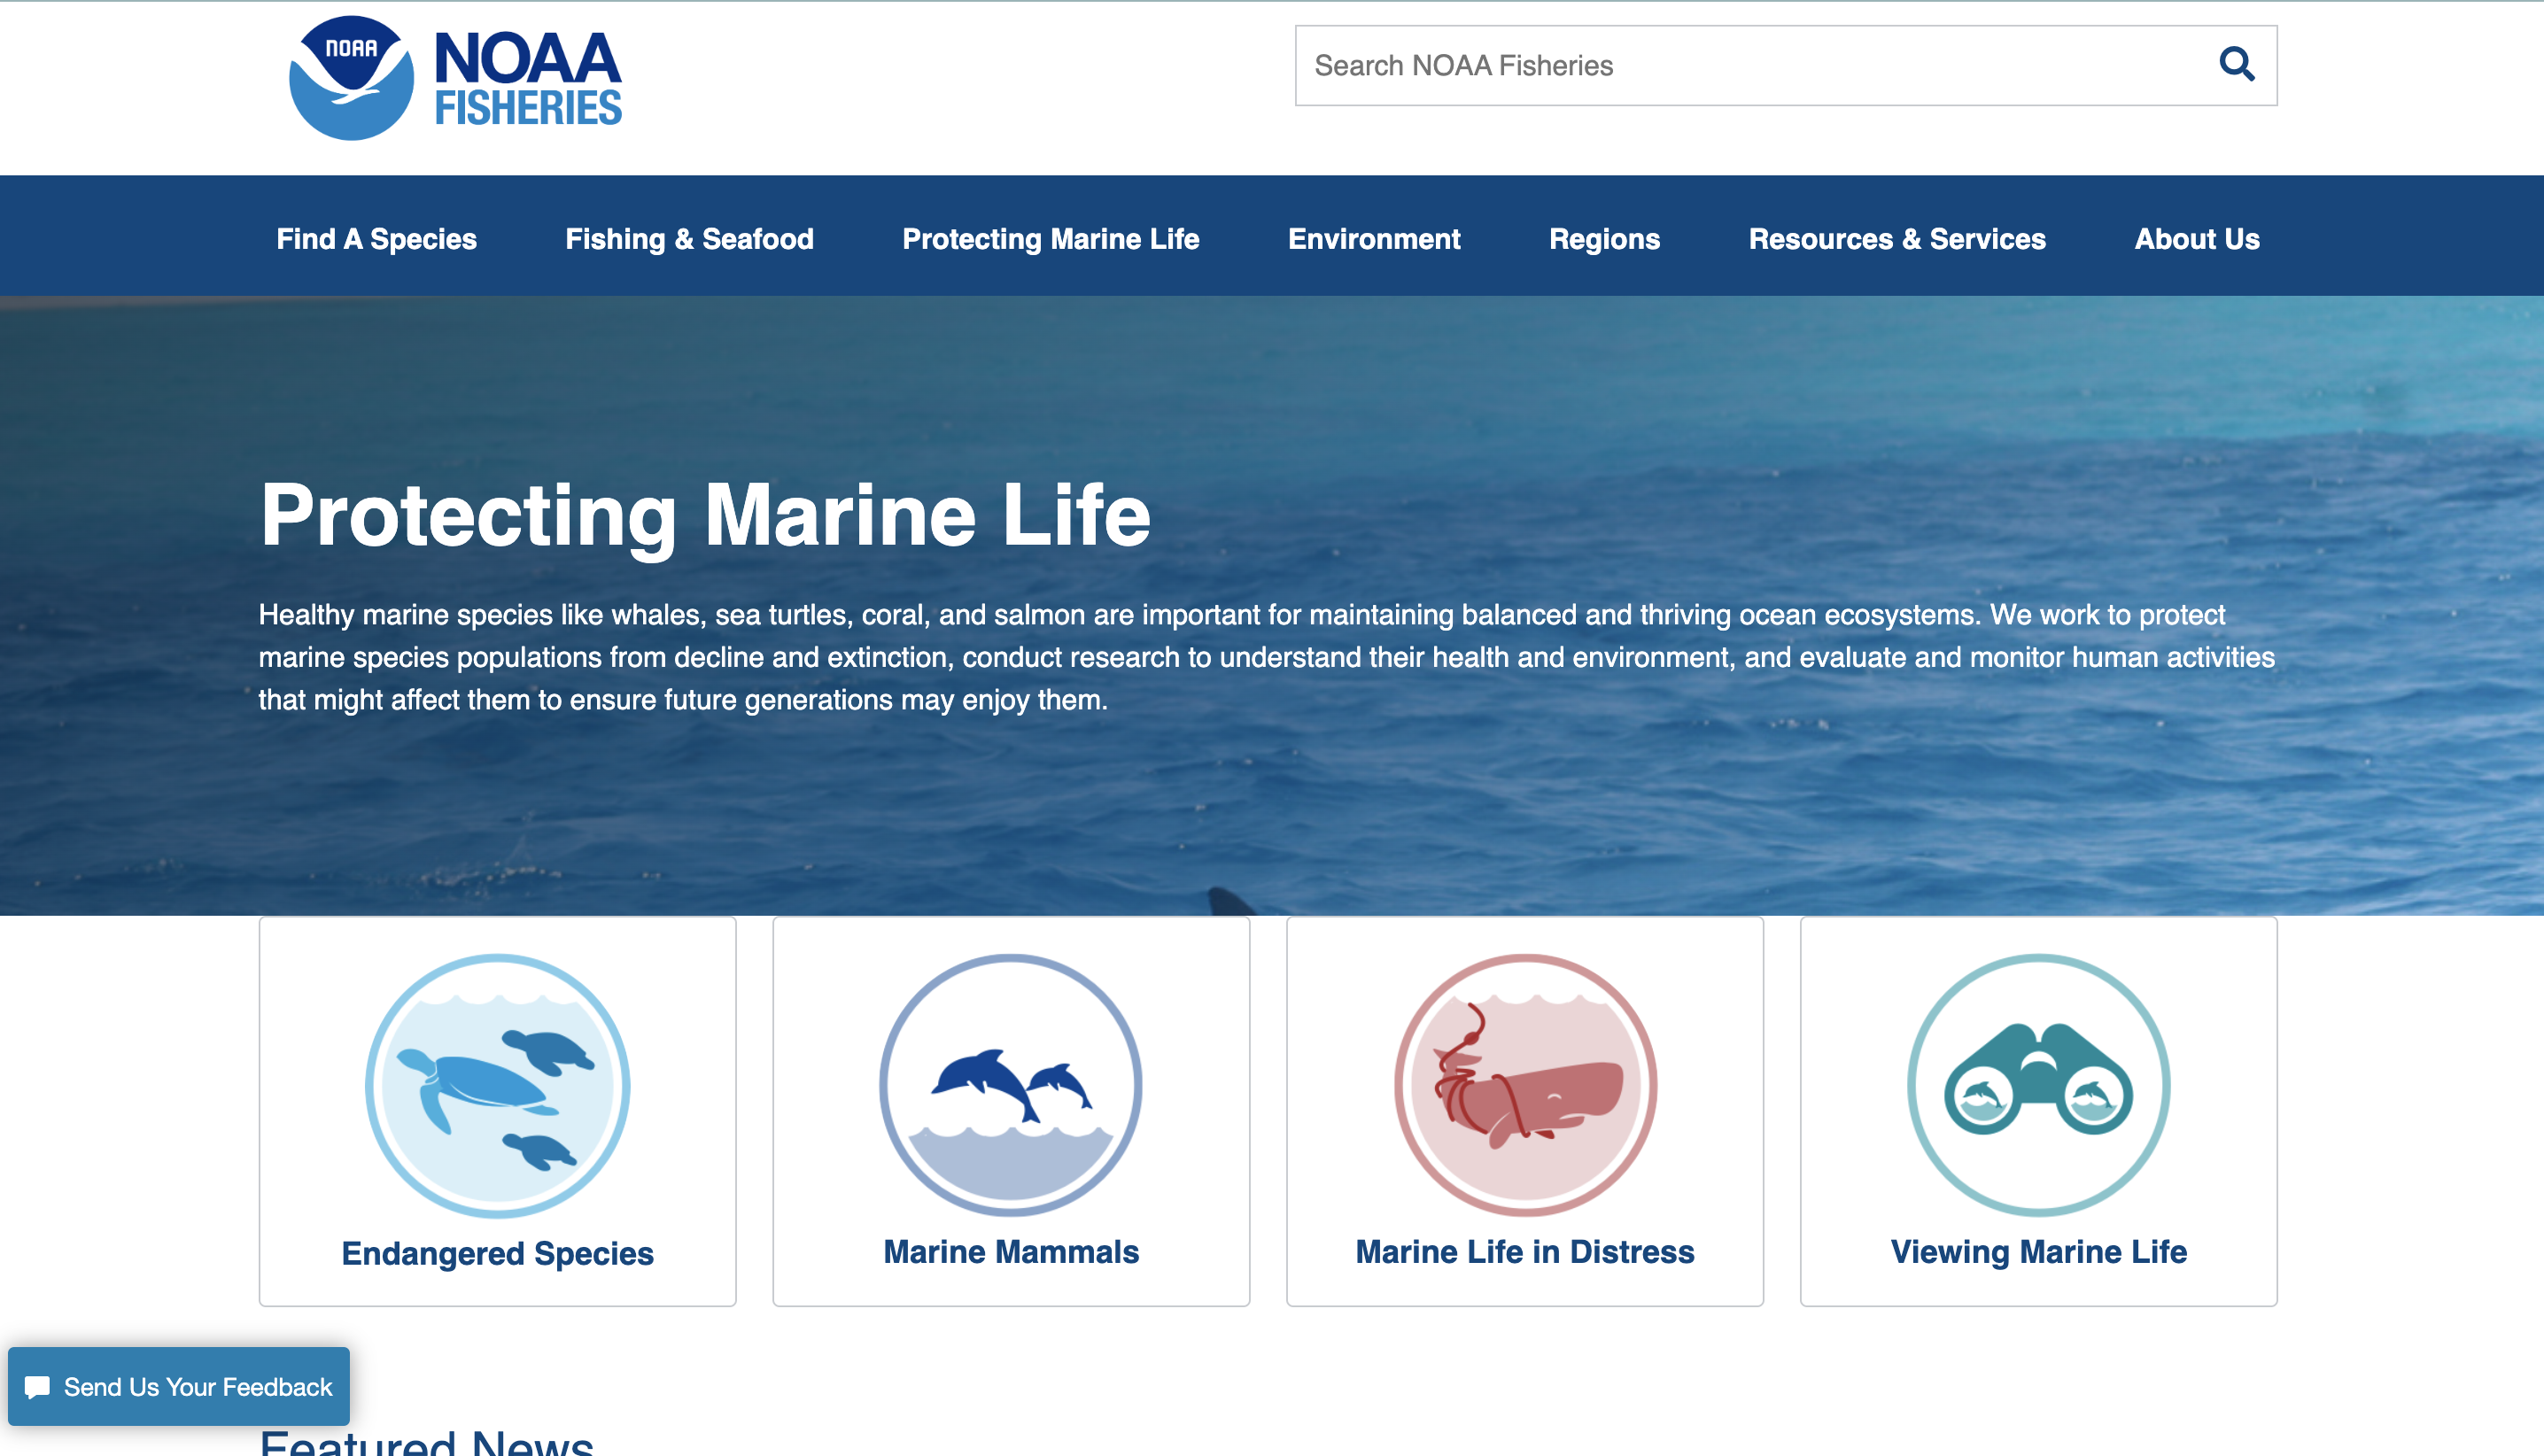 NOAA
NOAA
FISHERIES
Search NOAA Fisheries
Find A Species
Fishing & Seafood
Protecting Marine Life
Environment
Regions
Resources & Services
About Us
Protecting Marine Life
Healthy marine species like whales, sea turtles, coral, and salmon are important for maintaining balanced and thriving ocean ecosystems. We work to protect
marine species populations from decline and extinction, conduct research to understand their health and environment, and evaluate and monitor human activities
that might affect them to ensure future generations may enjoy them.
Endangered Species
Marine Mammals
Marine Life in Distress
Viewing Marine Life
Send Us Your Feedback
Featured News